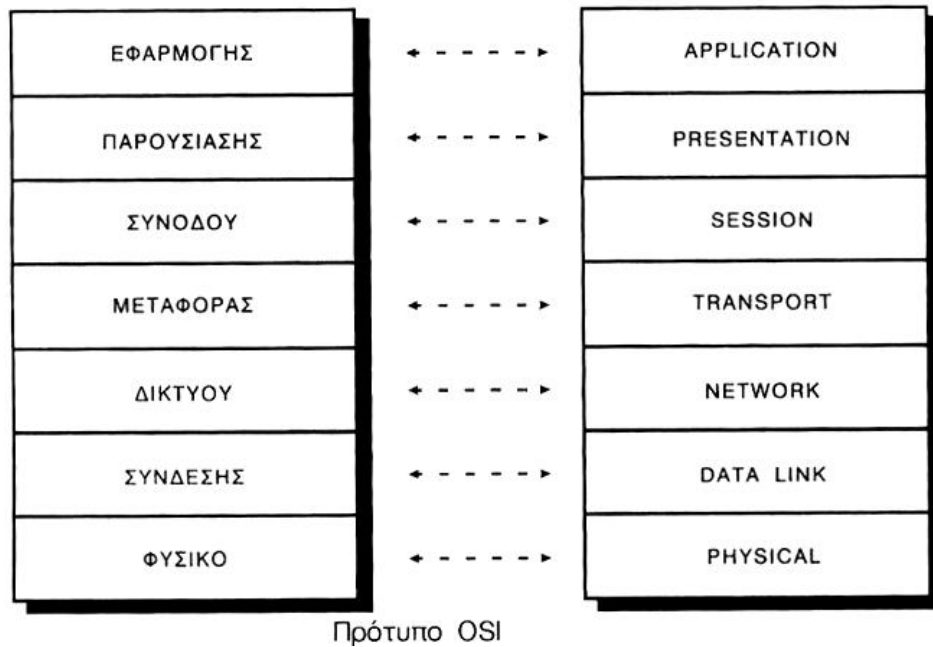 ΕΦΑΡΜΟΓΗΣ
APPLICATION
ΠΑΡΟΥΣΙΑΣΗΣ
PRESENTATION
ΣΥΝΟΔΟΥ
SESSION
ΜΕΤΑΦΟΡΑΣ
TRANSPORT
ΔΙΚΤΥΟΥ
NETWORK
ΣΥΝΔΕΣΗΣ
DATA LINK
ΦΥΣΙΚΟ
PHYSICAL
Πρότυπο OSI